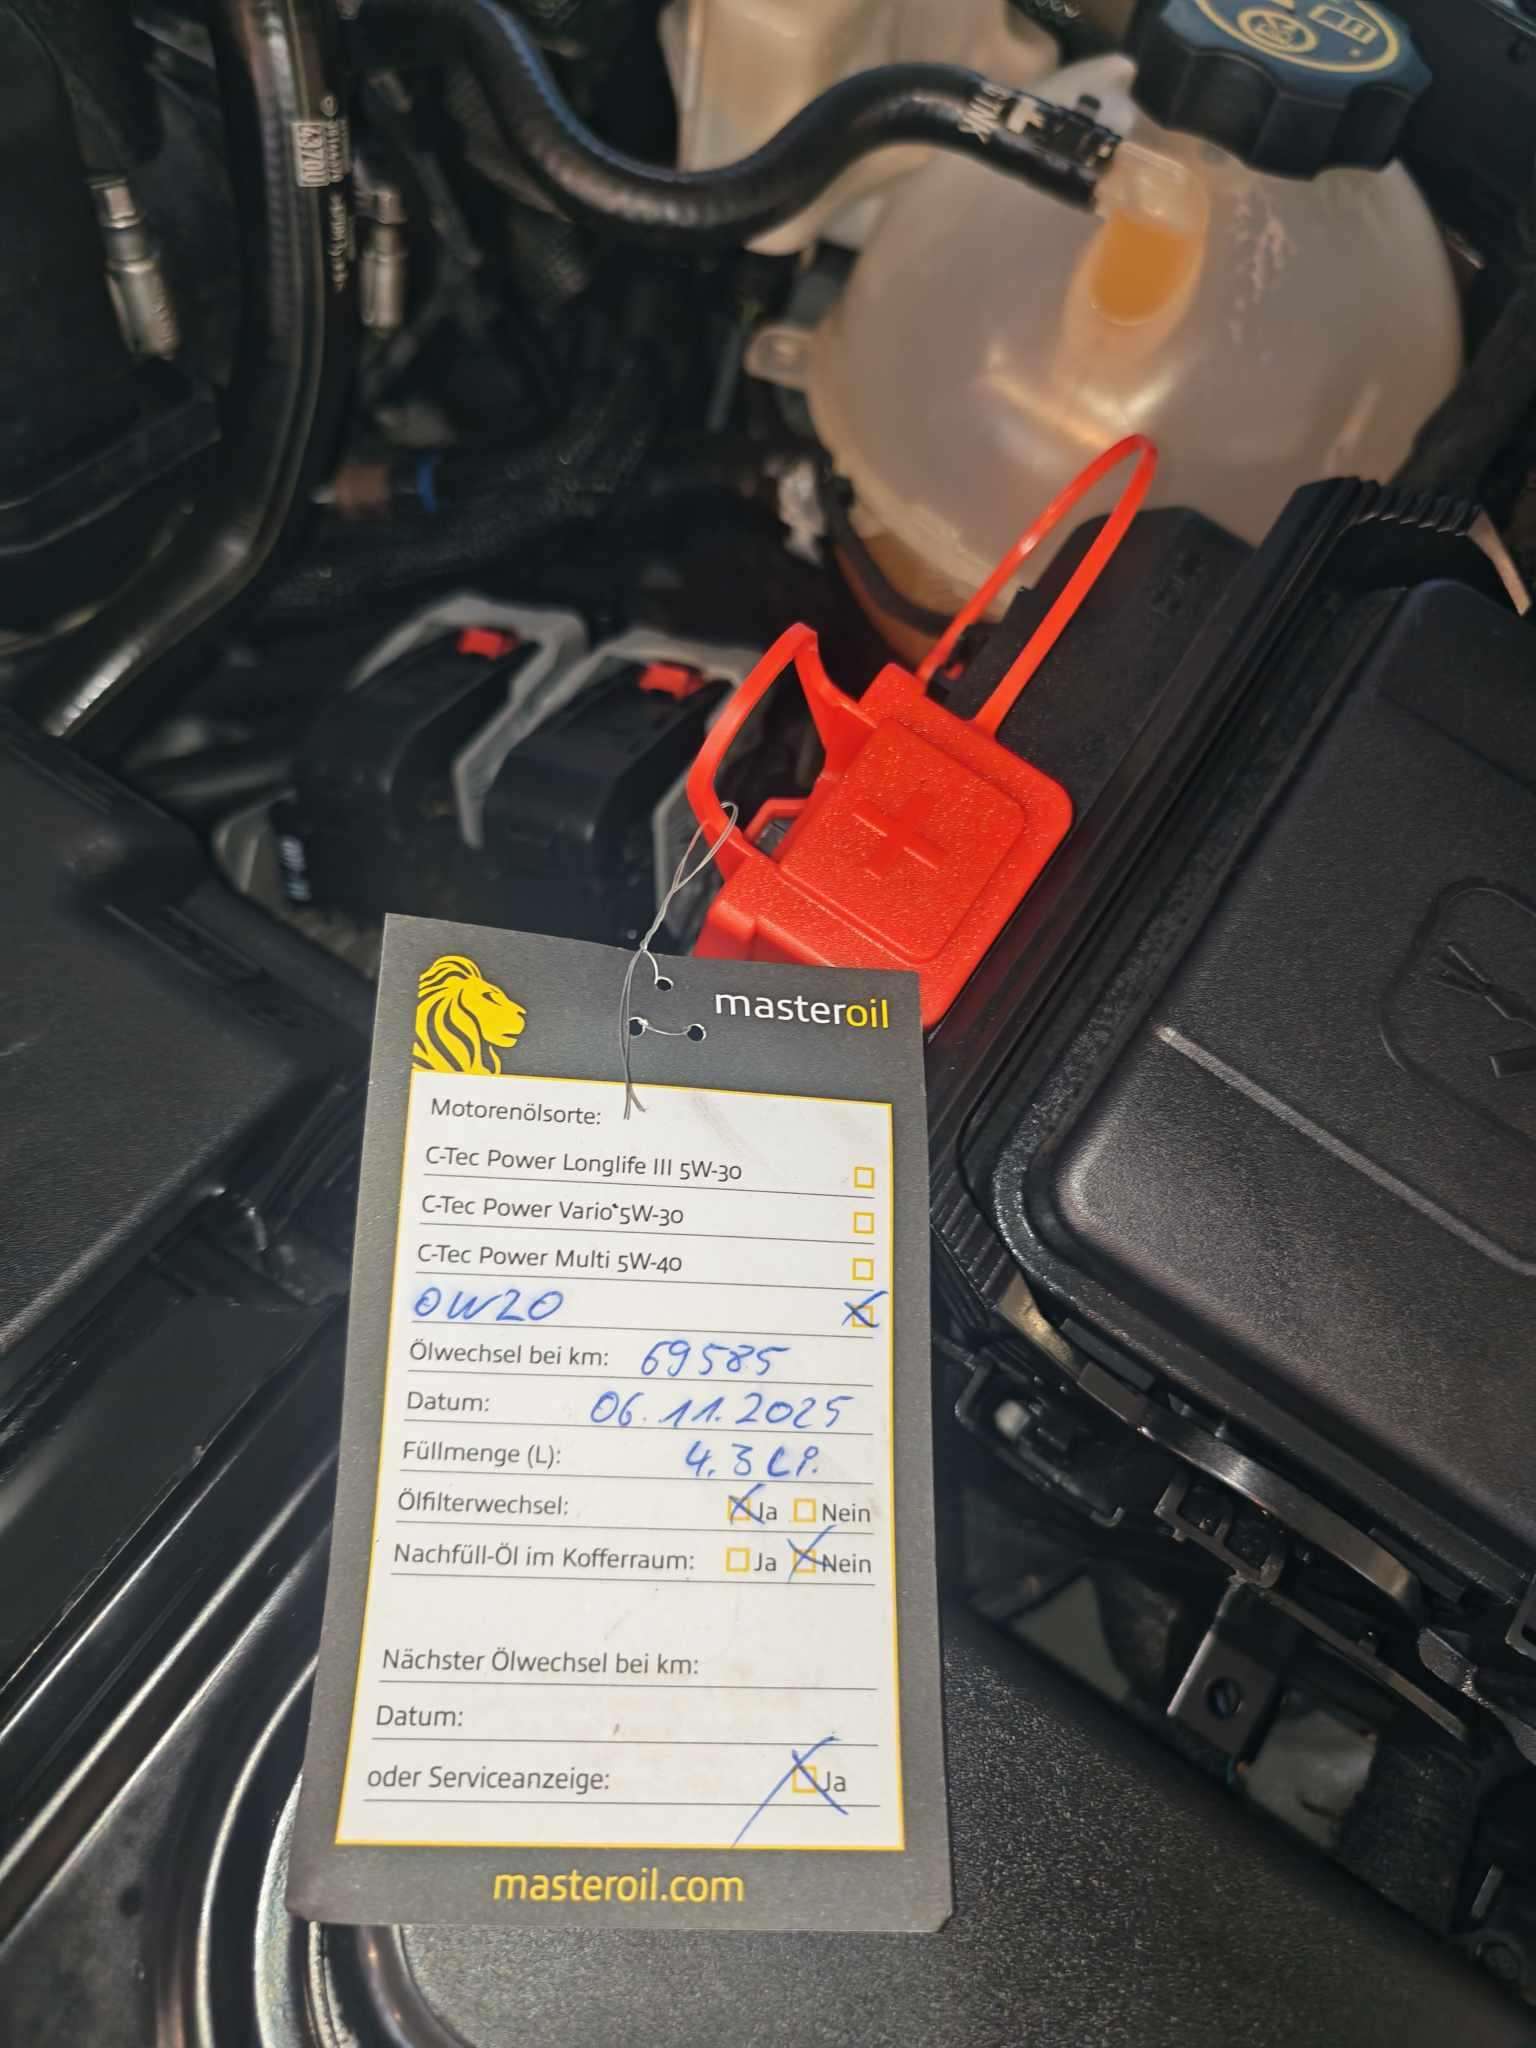 masteroil
Motorenölsorte:
C-Tec Power Longlife III 5W-30
C-Tec Power Vario 5W-30
C-Tec Power Multi 5W-40
0W20
Ölwechsel bei km: 69585
Datum: 06.11.2025
Füllmenge (L): 4.3 Li.
Ölfilterwechsel: Ja Nein
Nachfüll-Öl im Kofferraum: Ja Nein
Nächster Ölwechsel bei km:
Datum:
oder Serviceanzeige: Ja
masteroil.com